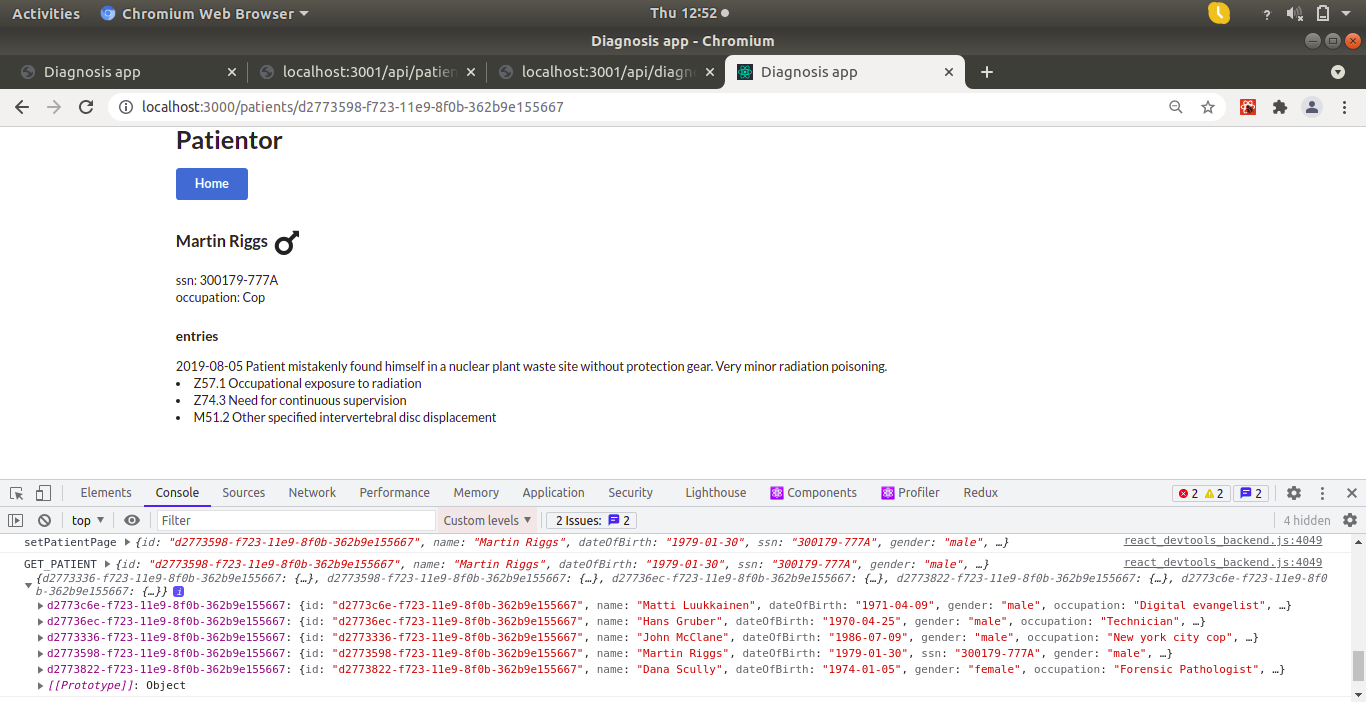 Activities Chromium Web Browser Thu 12:52
Diagnosis app - Chromium
Diagnosis app localhost:3001/api/patien localhost:3001/api/diagn Diagnosis app
localhost:3000/patients/d2773598-f723-11e9-8f0b-362b9e155667
Patientor
Home
Martin Riggs
ssn: 300179-777A
occupation: Cop
entries
2019-08-05 Patient mistakenly found himself in a nuclear plant waste site without protection gear. Very minor radiation poisoning.
• Z57.1 Occupational exposure to radiation
• Z74.3 Need for continuous supervision
• M51.2 Other specified intervertebral disc displacement
Elements Console Sources Network Performance Memory Application Security Lighthouse Components Profiler Redux 2 2 2
top Filter Custom levels 2 Issues: 2 4 hidden
setPatientPage {id: "d2773598-f723-11e9-8f0b-362b9e155667", name: "Martin Riggs", dateOfBirth: "1979-01-30", ssn: "300179-777A", gender: "male", …} react_devtools_backend.js:4049
GET_PATIENT {id: "d2773598-f723-11e9-8f0b-362b9e155667", name: "Martin Riggs", dateOfBirth: "1979-01-30", ssn: "300179-777A", gender: "male", …} react_devtools_backend.js:4049
{d2773336-f723-11e9-8f0b-362b9e155667: {…}, d2773598-f723-11e9-8f0b-362b9e155667: {…}, d27736ec-f723-11e9-8f0b-362b9e155667: {…}, d2773822-f723-11e9-8f0b-362b9e155667: {…}, d2773c6e-f723-11e9-8f0
b-362b9e155667: {…}} i
d2773c6e-f723-11e9-8f0b-362b9e155667: {id: "d2773c6e-f723-11e9-8f0b-362b9e155667", name: "Matti Luukkainen", dateOfBirth: "1971-04-09", gender: "male", occupation: "Digital evangelist", …}
d27736ec-f723-11e9-8f0b-362b9e155667: {id: "d27736ec-f723-11e9-8f0b-362b9e155667", name: "Hans Gruber", dateOfBirth: "1970-04-25", gender: "male", occupation: "Technician", …}
d2773336-f723-11e9-8f0b-362b9e155667: {id: "d2773336-f723-11e9-8f0b-362b9e155667", name: "John McClane", dateOfBirth: "1986-07-09", gender: "male", occupation: "New york city cop", …}
d2773598-f723-11e9-8f0b-362b9e155667: {id: "d2773598-f723-11e9-8f0b-362b9e155667", name: "Martin Riggs", dateOfBirth: "1979-01-30", ssn: "300179-777A", gender: "male", …}
d2773822-f723-11e9-8f0b-362b9e155667: {id: "d2773822-f723-11e9-8f0b-362b9e155667", name: "Dana Scully", dateOfBirth: "1974-01-05", gender: "female", occupation: "Forensic Pathologist", …}
[[Prototype]]: Object